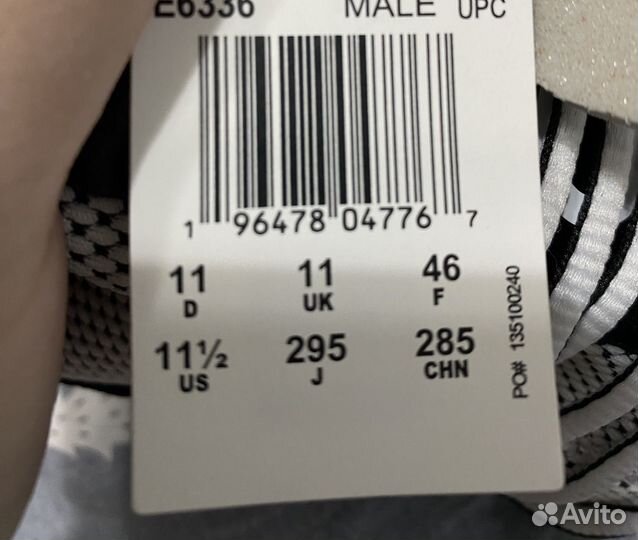 E6336 MALE UPC
1 96478 04776 7
11 11 46
D UK F
11½ 295 285
US J CHN
PO# 135100240
Avito